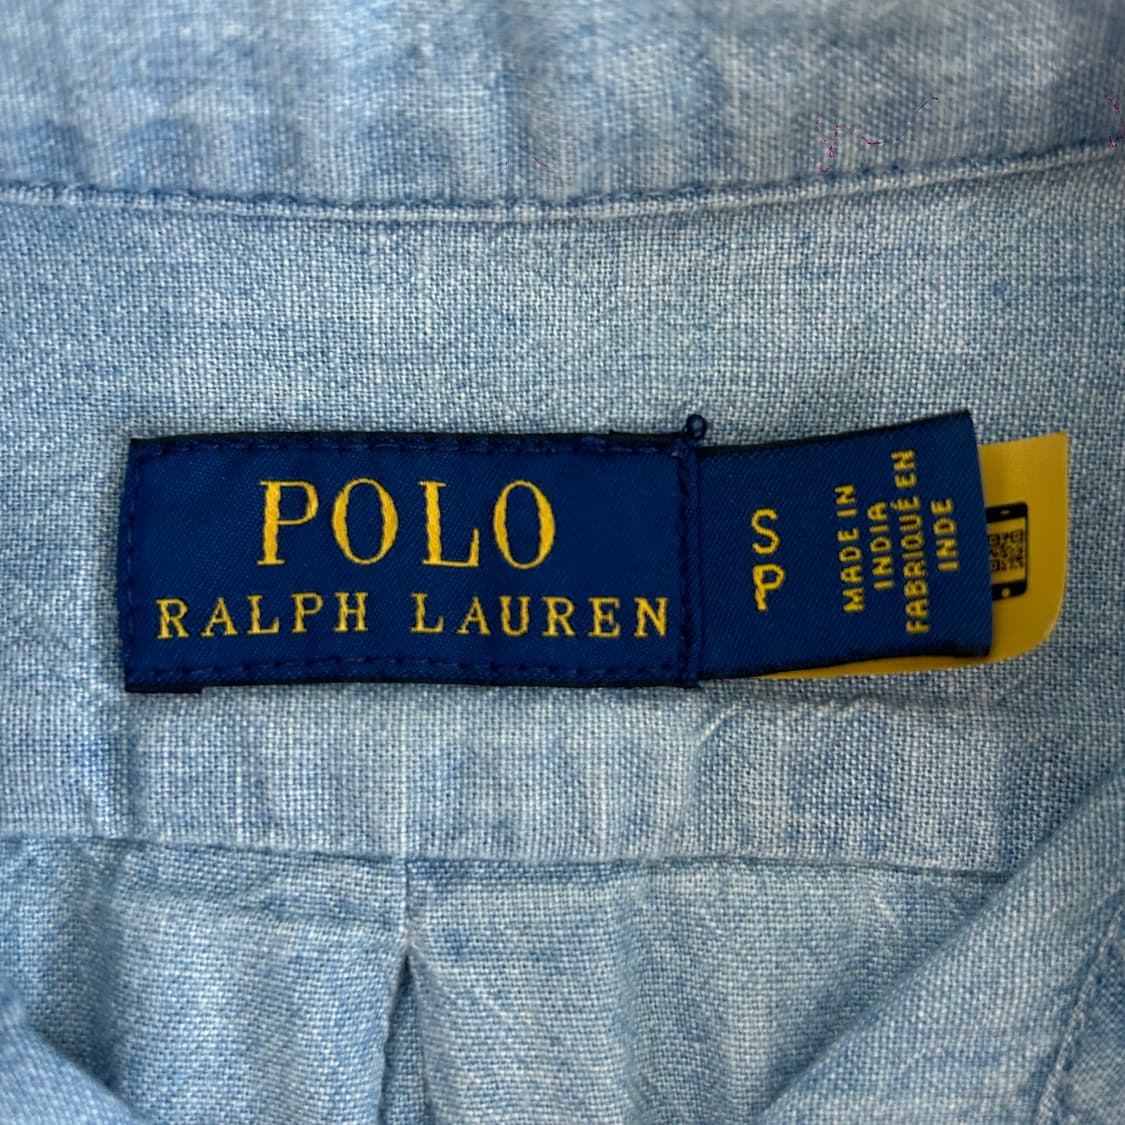 POLO
RALPH LAUREN
S
P
MADE IN
INDIA
FABRIQUÉ EN
INDE